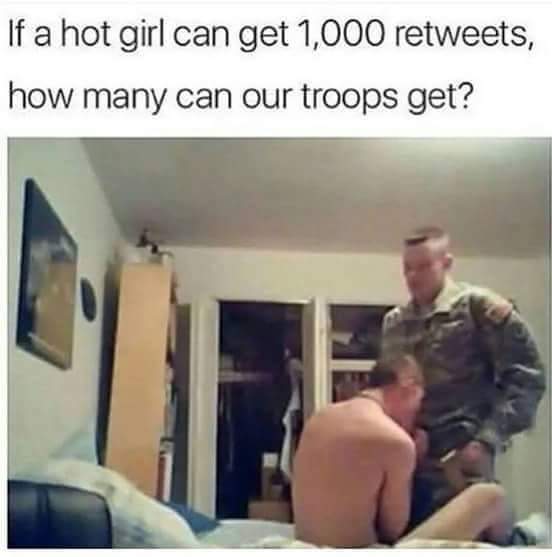 If a hot girl can get 1,000 retweets,
how many can our troops get?